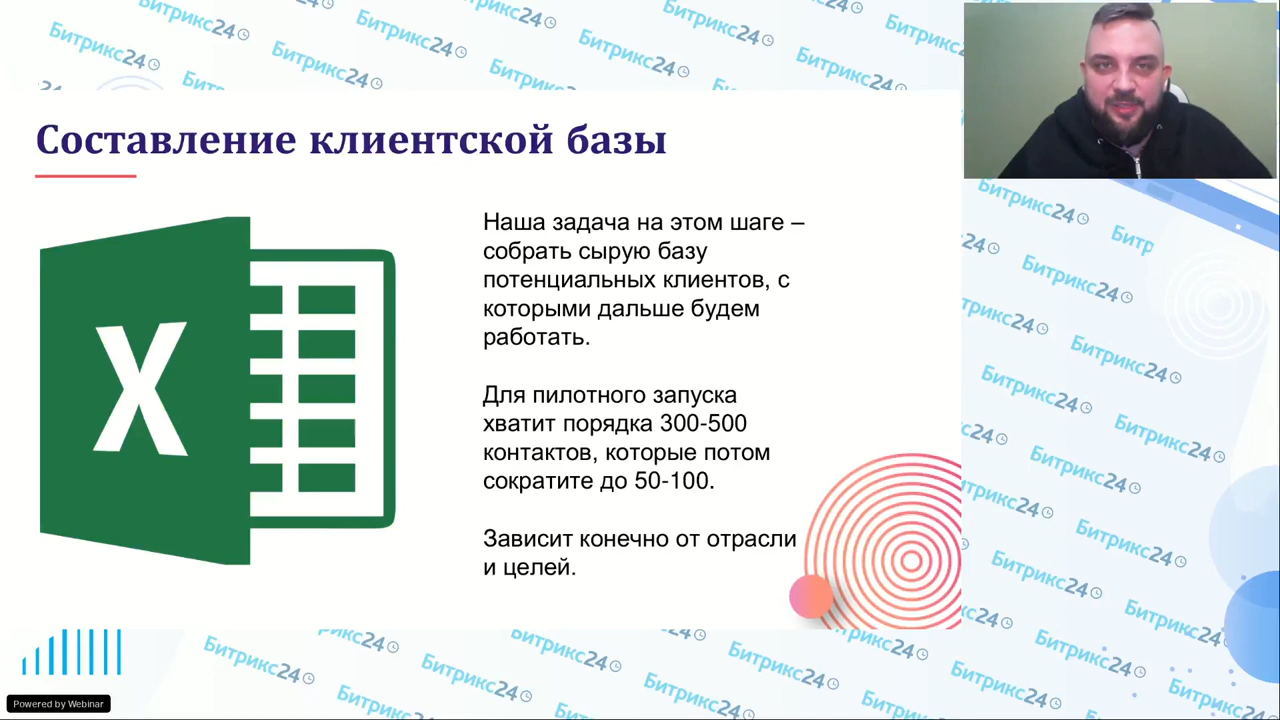 Составление клиентской базы
X
Наша задача на этом шаге –
собрать сырую базу
потенциальных клиентов, с
которыми дальше будем
работать.
Для пилотного запуска
хватит порядка 300-500
контактов, которые потом
сократите до 50-100.
Зависит конечно от отрасли
и целей.
Битрикс24
Powered by Webinar